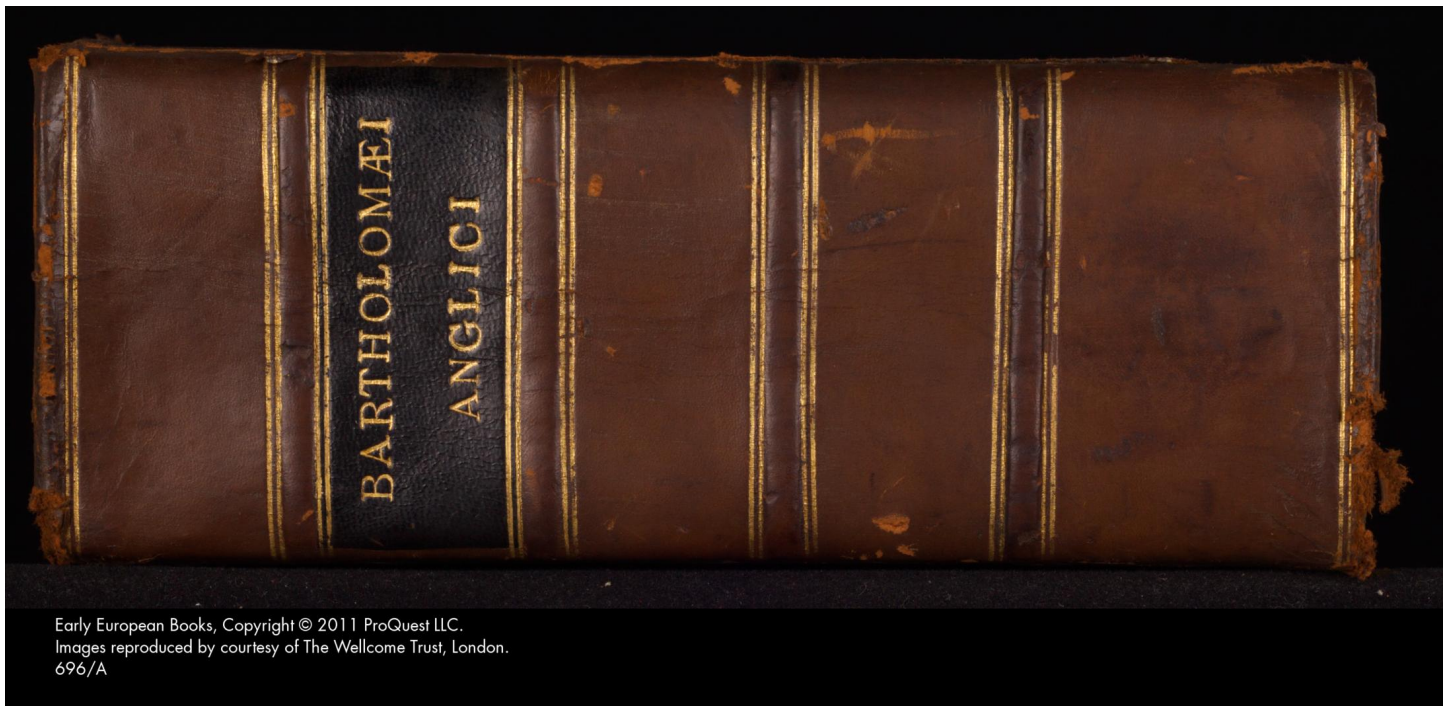 BARTHOLOMÆI
ANGLICI
Early European Books, Copyright © 2011 ProQuest LLC.
Images reproduced by courtesy of The Wellcome Trust, London.
696/A